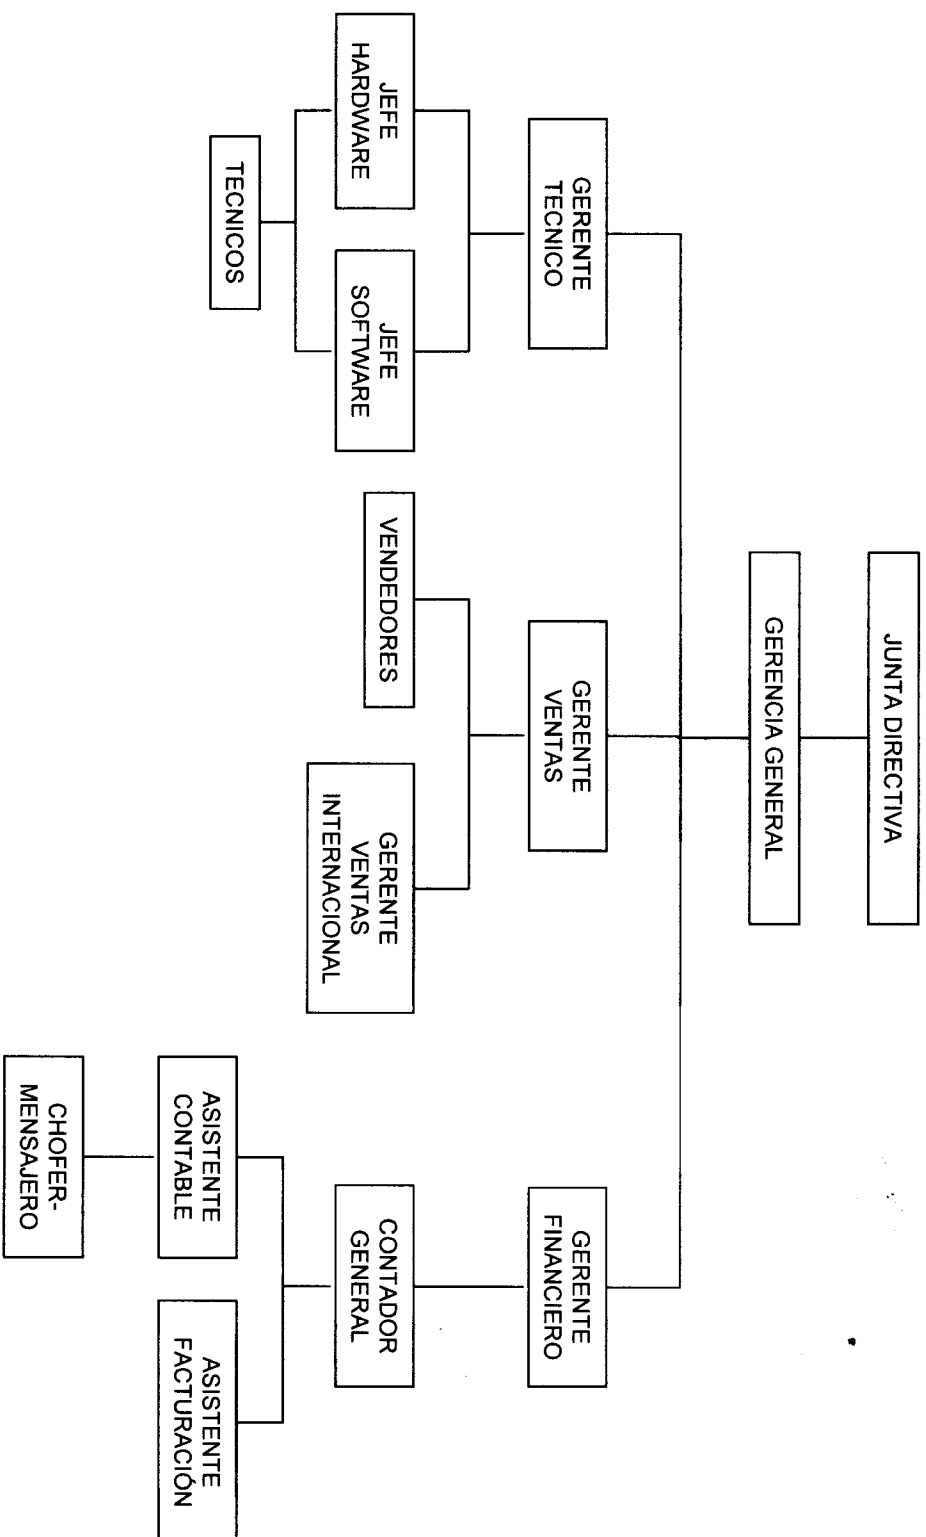 JUNTA DIRECTIVA
GERENCIA GENERAL
GERENTE
TECNICO
GERENTE
VENTAS
GERENTE
FINANCIERO
JEFE
HARDWARE
JEFE
SOFTWARE
VENDEDORES
GERENTE
VENTAS
INTERNACIONAL
CONTADOR
GENERAL
TECNICOS
ASISTENTE
CONTABLE
ASISTENTE
FACTURACIÓN
CHOFER-
MENSAJERO